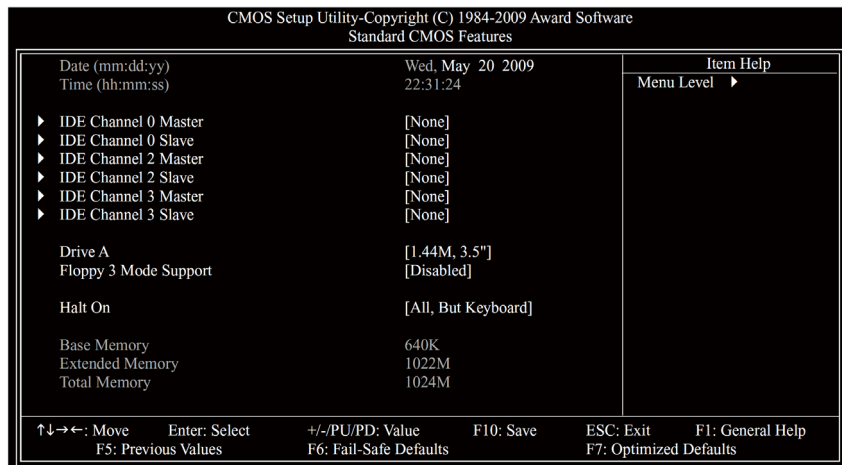 CMOS Setup Utility-Copyright (C) 1984-2009 Award Software
Standard CMOS Features
Date (mm:dd:yy) Wed, May 20 2009
Time (hh:mm:ss) 22:31:24
IDE Channel 0 Master [None]
IDE Channel 0 Slave [None]
IDE Channel 2 Master [None]
IDE Channel 2 Slave [None]
IDE Channel 3 Master [None]
IDE Channel 3 Slave [None]
Drive A [1.44M, 3.5"]
Floppy 3 Mode Support [Disabled]
Halt On [All, But Keyboard]
Base Memory 640K
Extended Memory 1022M
Total Memory 1024M
Item Help
Menu Level
↑↓→←: Move Enter: Select +/-/PU/PD: Value F10: Save ESC: Exit F1: General Help
F5: Previous Values F6: Fail-Safe Defaults F7: Optimized Defaults